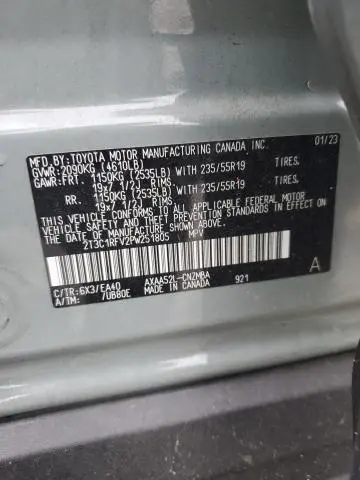 MFD.BY:TOYOTA MOTOR MANUFACTURING CANADA, INC. 01/23
GVWR:2090KG (4610LB)
GAWR:FRT. 1150KG (2535LB) WITH 235/55R19 TIRES,
19x7 1/2J RIMS,
RR. 1150KG (2535LB) WITH 235/55R19 TIRES,
19x7 1/2J RIMS,
THIS VEHICLE CONFORMS TO ALL APPLICABLE FEDERAL MOTOR
VEHICLE SAFETY AND THEFT PREVENTION STANDARDS IN EFFECT ON
THE DATE OF MANUFACTURE SHOWN ABOVE.
2T3C1RFV2PW251805 MPV
C/TR:6X3/EA40 AXAA52L-CNZMBA A
A/TM: 7UB80E MADE IN CANADA 921